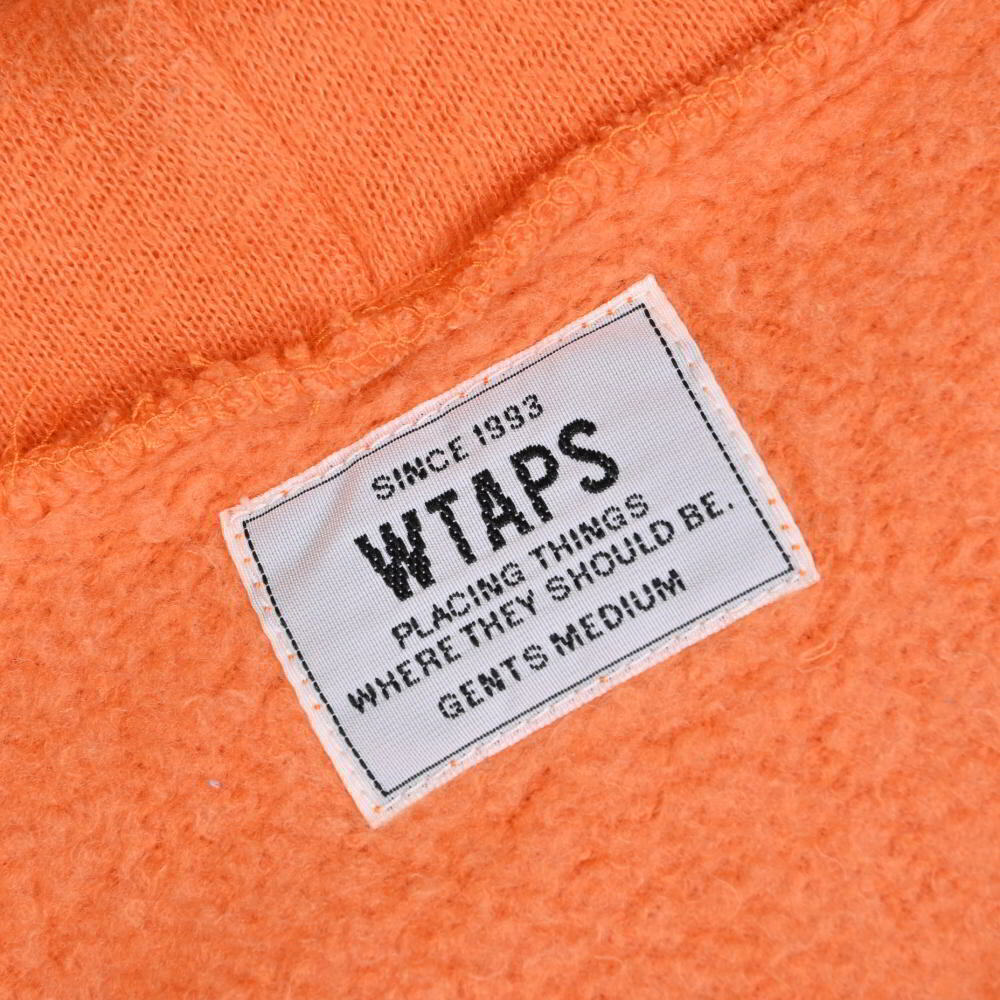 SINCE 1993
WTAPS
PLACING THINGS
WHERE THEY SHOULD BE.
GENTS MEDIUM